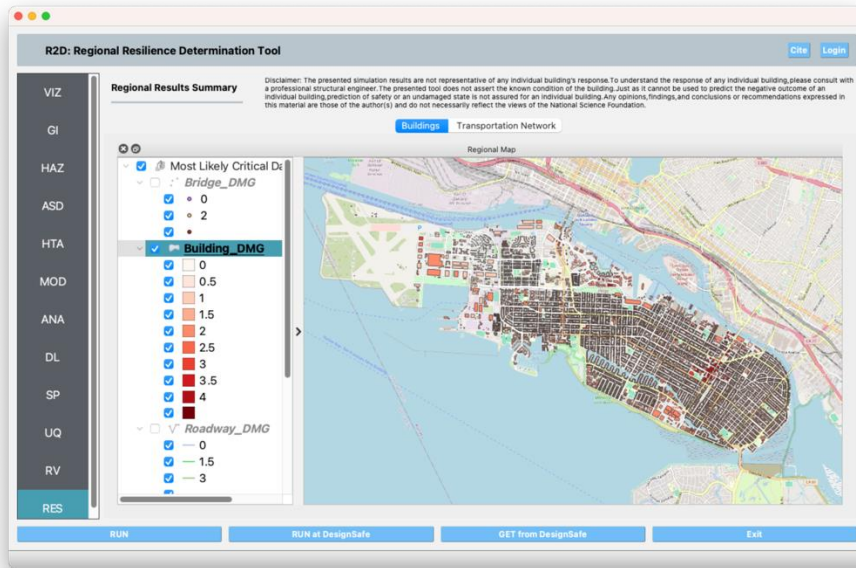 R2D: Regional Resilience Determination Tool
Cite
Login
VIZ
GI
HAZ
ASD
HTA
MOD
ANA
DL
SP
UQ
RV
RES
Regional Results Summary
Disclaimer: The presented simulation results are not representative of any individual building's response.To understand the response of any individual building,please consult with
a professional structural engineer.The presented tool does not assert the known condition of the building.Just as it cannot be used to predict the negative outcome of an
individual building,prediction of safety or an undamaged state is not assured for an individual building.Any opinions,findings,and conclusions or recommendations expressed in
this material are those of the author(s) and do not necessarily reflect the views of the National Science Foundation.
Buildings
Transportation Network
Regional Map
Most Likely Critical Da
Bridge_DMG
0
2
Building_DMG
0
0.5
1
1.5
2
2.5
3
3.5
4
Roadway_DMG
0
1.5
3
RUN
RUN at DesignSafe
GET from DesignSafe
Exit